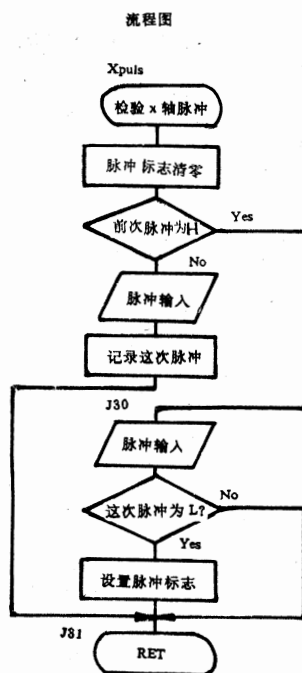 流程图
Xpuls
检验 x 轴脉冲
脉冲标志清零
前次脉冲为H
Yes
No
脉冲输入
记录这次脉冲
J30
脉冲输入
这次脉冲为 L?
No
Yes
设置脉冲标志
J31
RET